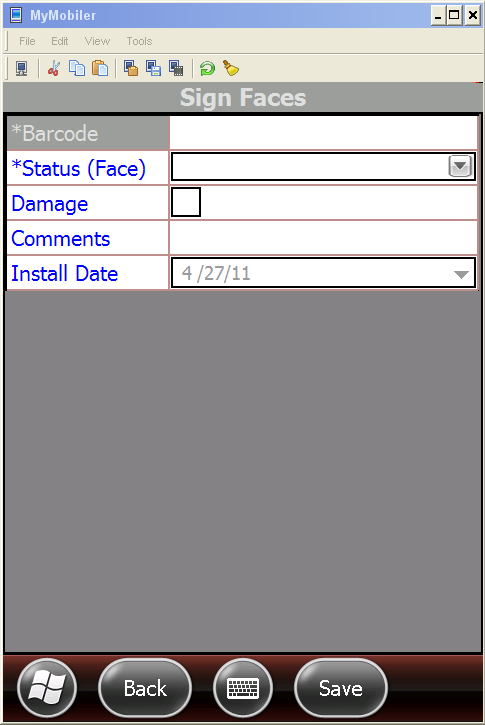 MyMobiler
File Edit View Tools
Sign Faces
*Barcode
*Status (Face)
Damage
Comments
Install Date 4 /27/11
Back Save